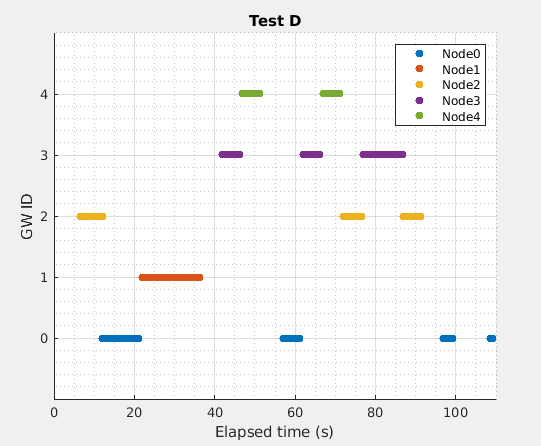 Test D
Node0
Node1
Node2
Node3
Node4
GW ID
4
3
2
1
0
0 20 40 60 80 100
Elapsed time (s)